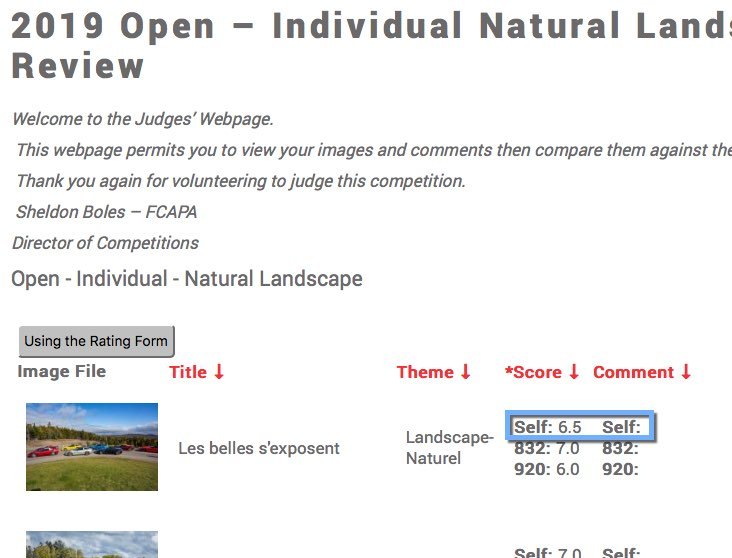 2019 Open – Individual Natural Lands
Review
Welcome to the Judges' Webpage.
This webpage permits you to view your images and comments then compare them against the
Thank you again for volunteering to judge this competition.
Sheldon Boles – FCAPA
Director of Competitions
Open - Individual - Natural Landscape
Using the Rating Form
Image File Title ↓ Theme ↓ *Score ↓ Comment ↓
Les belles s'exposent
Landscape-
Naturel
Self: 6.5 Self:
832: 7.0 832:
920: 6.0 920:
Self: 7.0 Self: